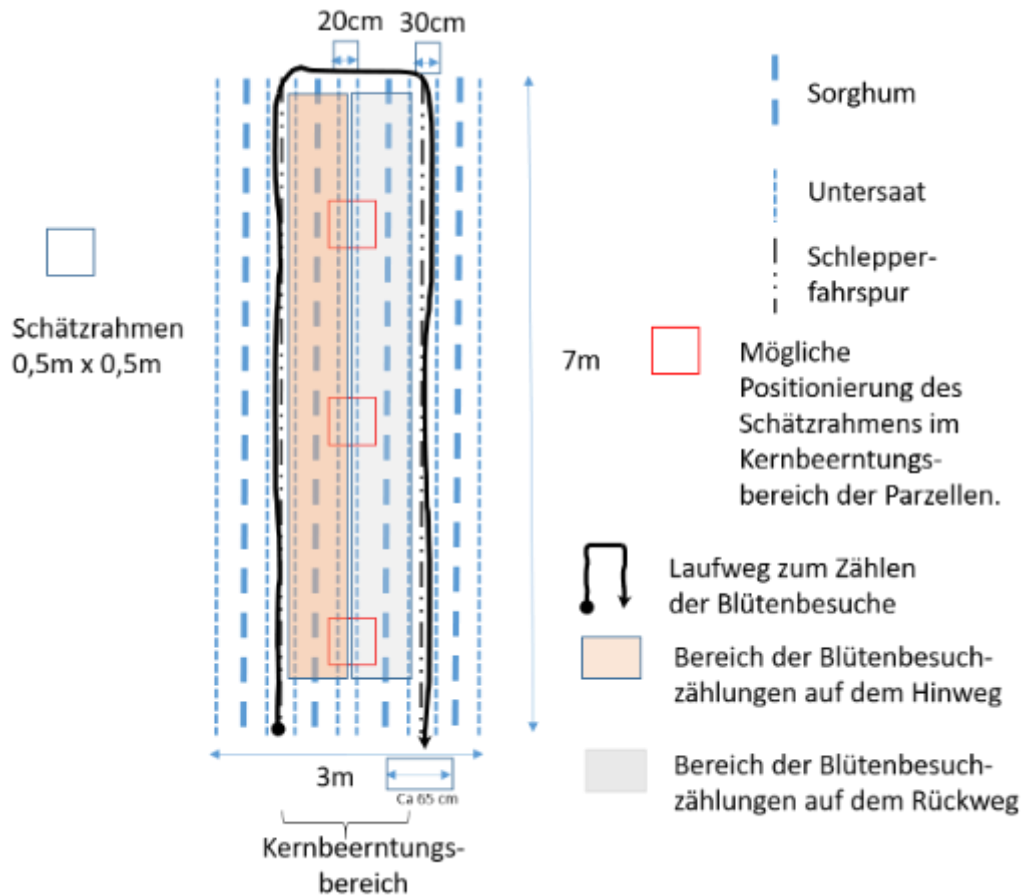 20cm
30cm
Sorghum
Untersaat
Schlepper-
fahrspur
Schätzrahmen
0,5m x 0,5m
7m
Mögliche
Positionierung des
Schätzrahmens im
Kernbeerntungs-
bereich der Parzellen.
Laufweg zum Zählen
der Blütenbesuche
Bereich der Blütenbesuch-
zählungen auf dem Hinweg
Bereich der Blütenbesuch-
zählungen auf dem Rückweg
3m
Ca 65 cm
Kernbeerntungs-
bereich